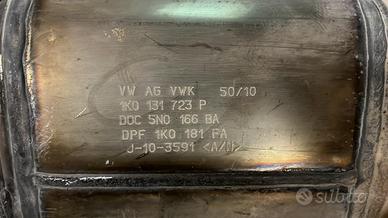 VW AG VWK 50/10
1K0 131 723 P
DOC 5N0 166 BA
DPF 1K0 181 FA
J-10-3591 <A/N>
subito